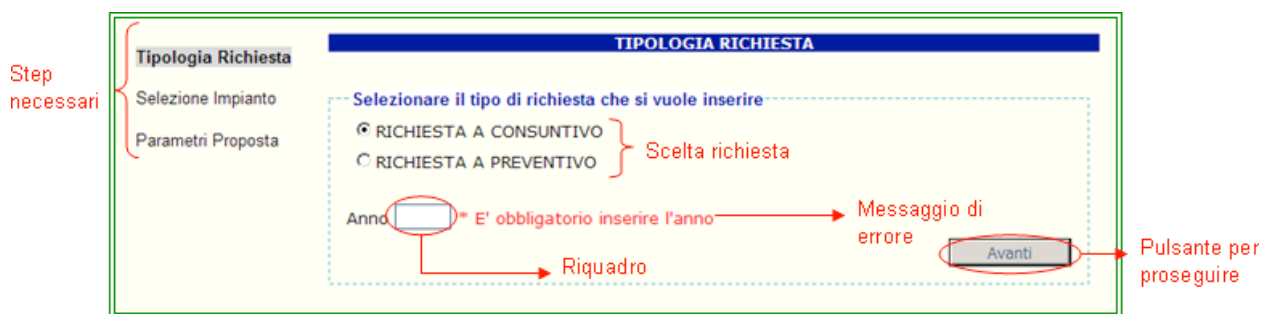 Step
necessari
Tipologia Richiesta
Selezione Impianto
Parametri Proposta
TIPOLOGIA RICHIESTA
Selezionare il tipo di richiesta che si vuole inserire
RICHIESTA A CONSUNTIVO
RICHIESTA A PREVENTIVO
Scelta richiesta
Anno * E' obbligatorio inserire l'anno
Messaggio di
errore
Riquadro
Avanti
Pulsante per
proseguire